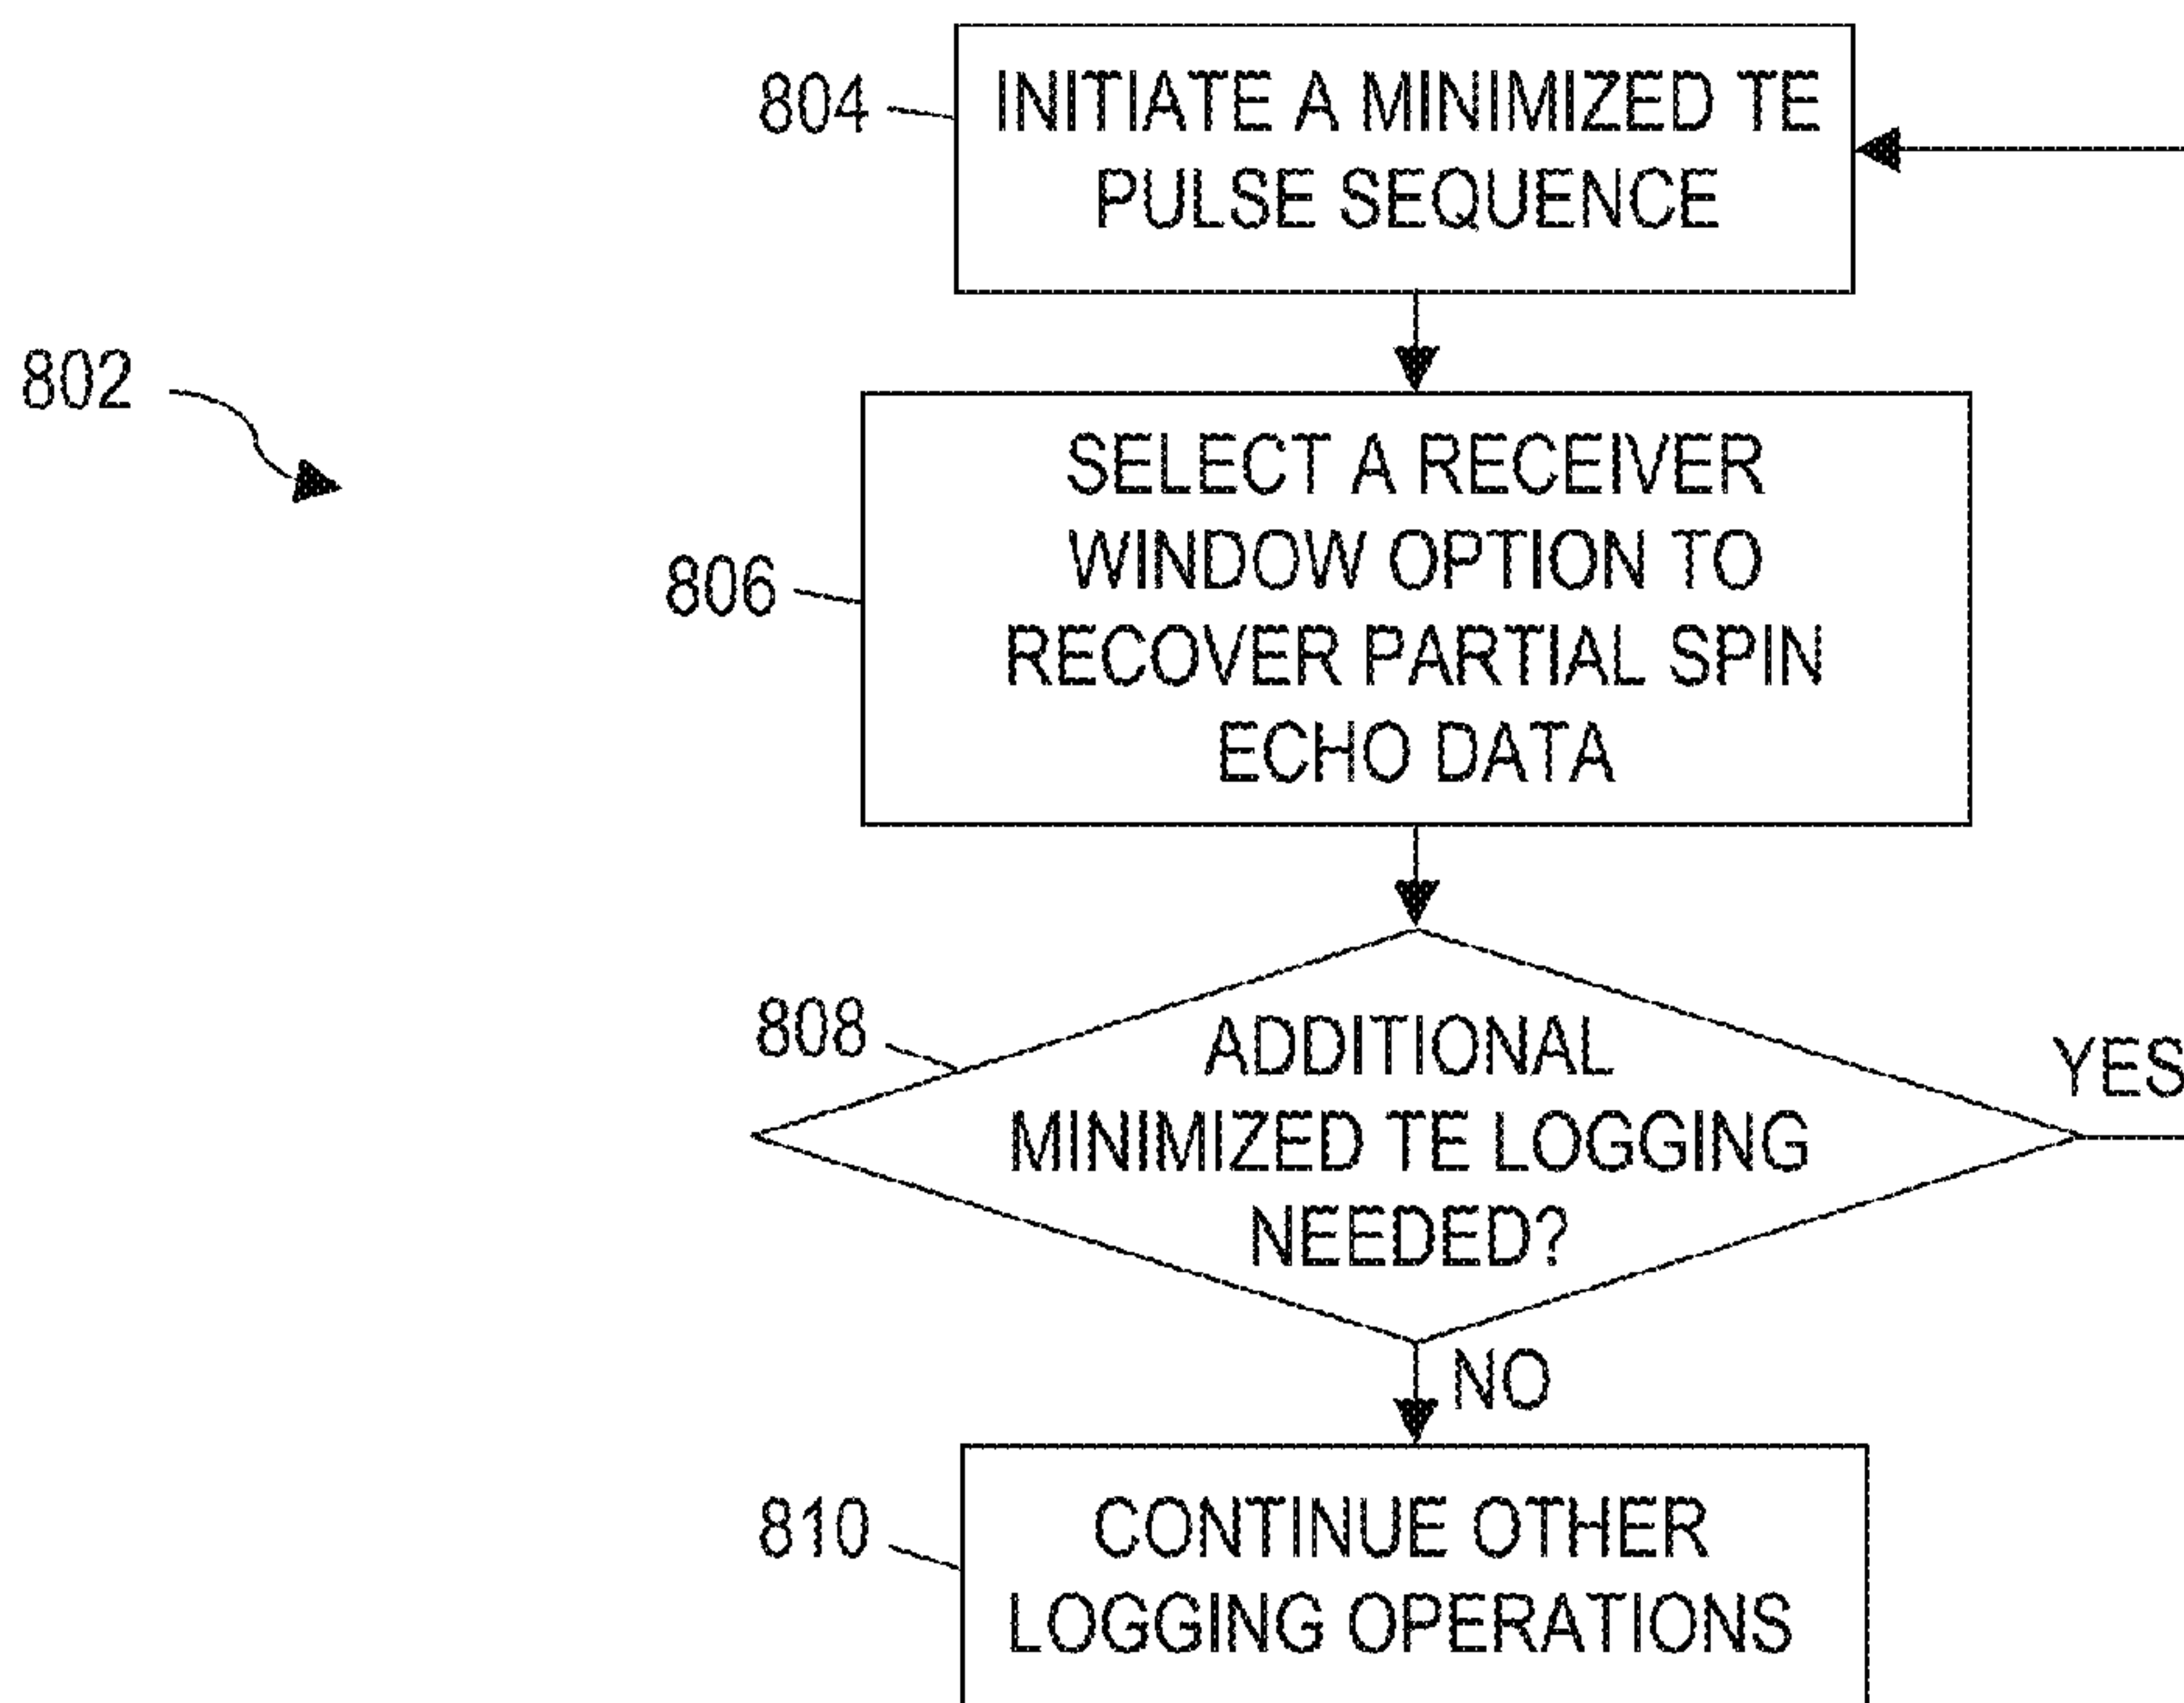 804
INITIATE A MINIMIZED TE
PULSE SEQUENCE
802
806
SELECT A RECEIVER
WINDOW OPTION TO
RECOVER PARTIAL SPIN
ECHO DATA
808
ADDITIONAL
MINIMIZED TE LOGGING
NEEDED?
YES
NO
810
CONTINUE OTHER
LOGGING OPERATIONS